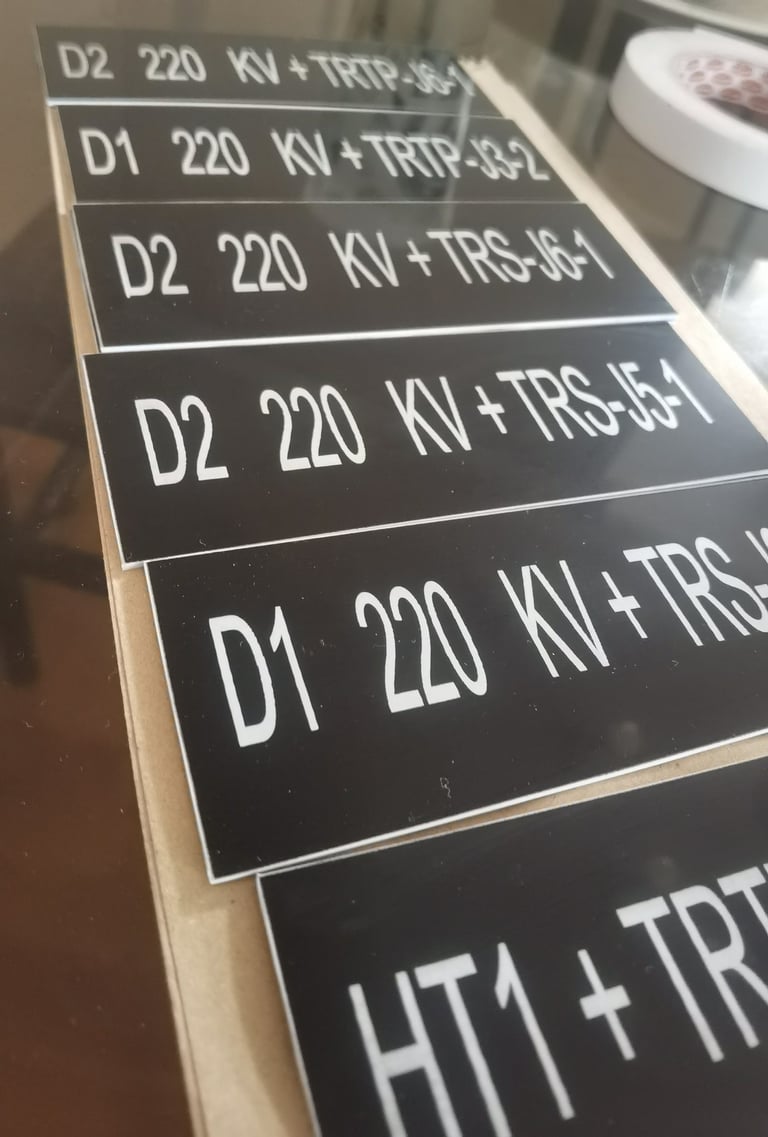 D2 220 KV + TRTP-J6-1
D1 220 KV + TRTP-J3-2
D2 220 KV + TRS-J6-1
D2 220 KV + TRS-J5-1
D1 220 KV + TRS-
HT1 +